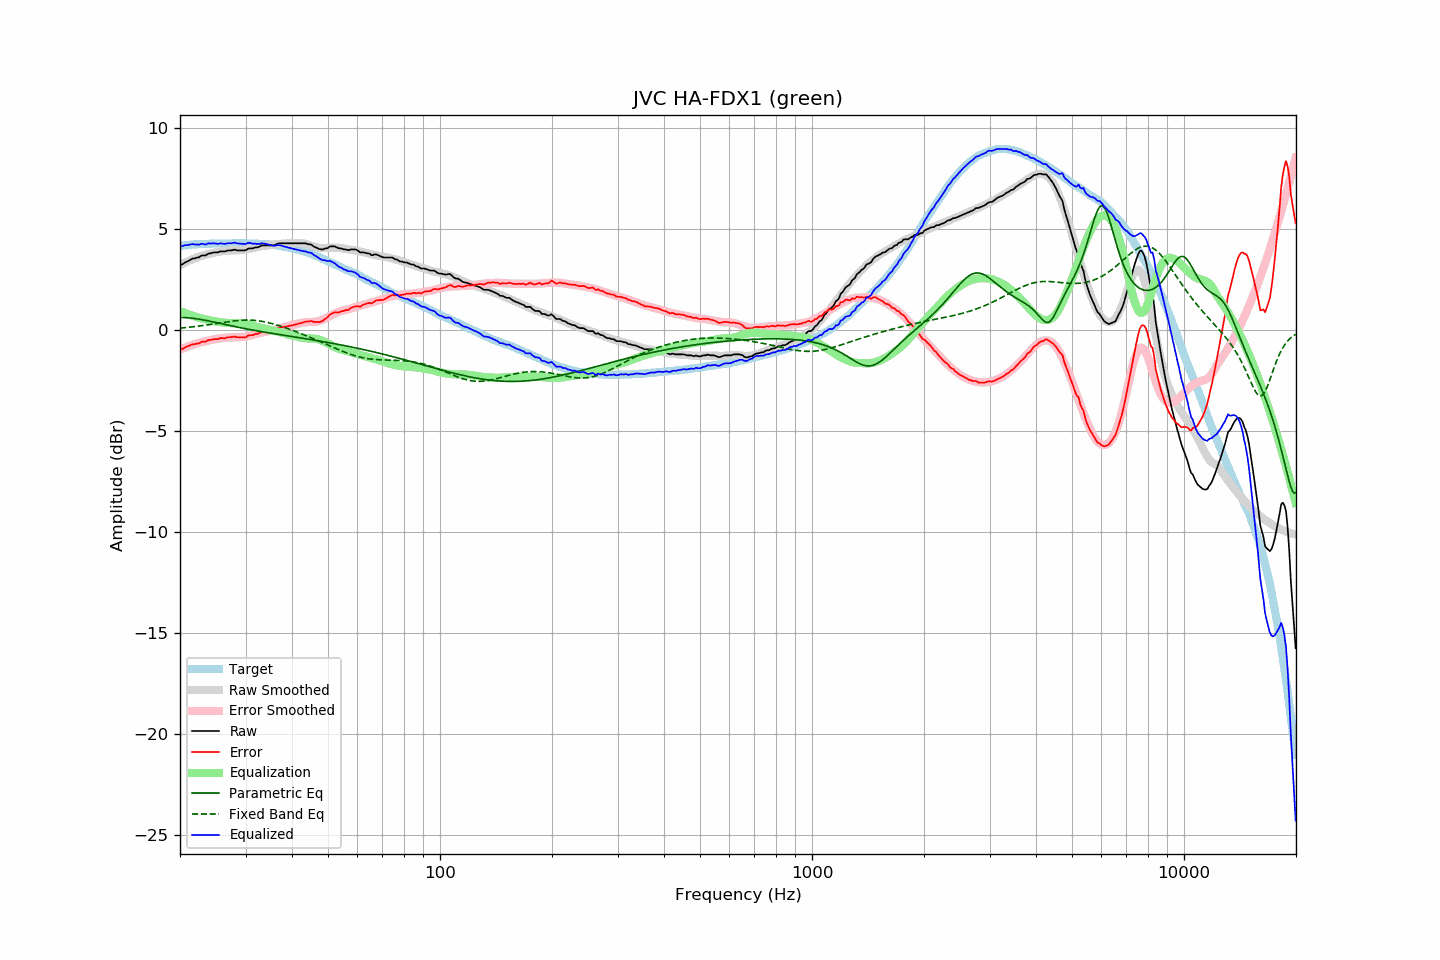 JVC HA-FDX1 (green)
10
5
0
−5
−10
−15
−20
−25
Amplitude (dBr)
Target
Raw Smoothed
Error Smoothed
Raw
Error
Equalization
Parametric Eq
Fixed Band Eq
Equalized
100
1000
10000
Frequency (Hz)